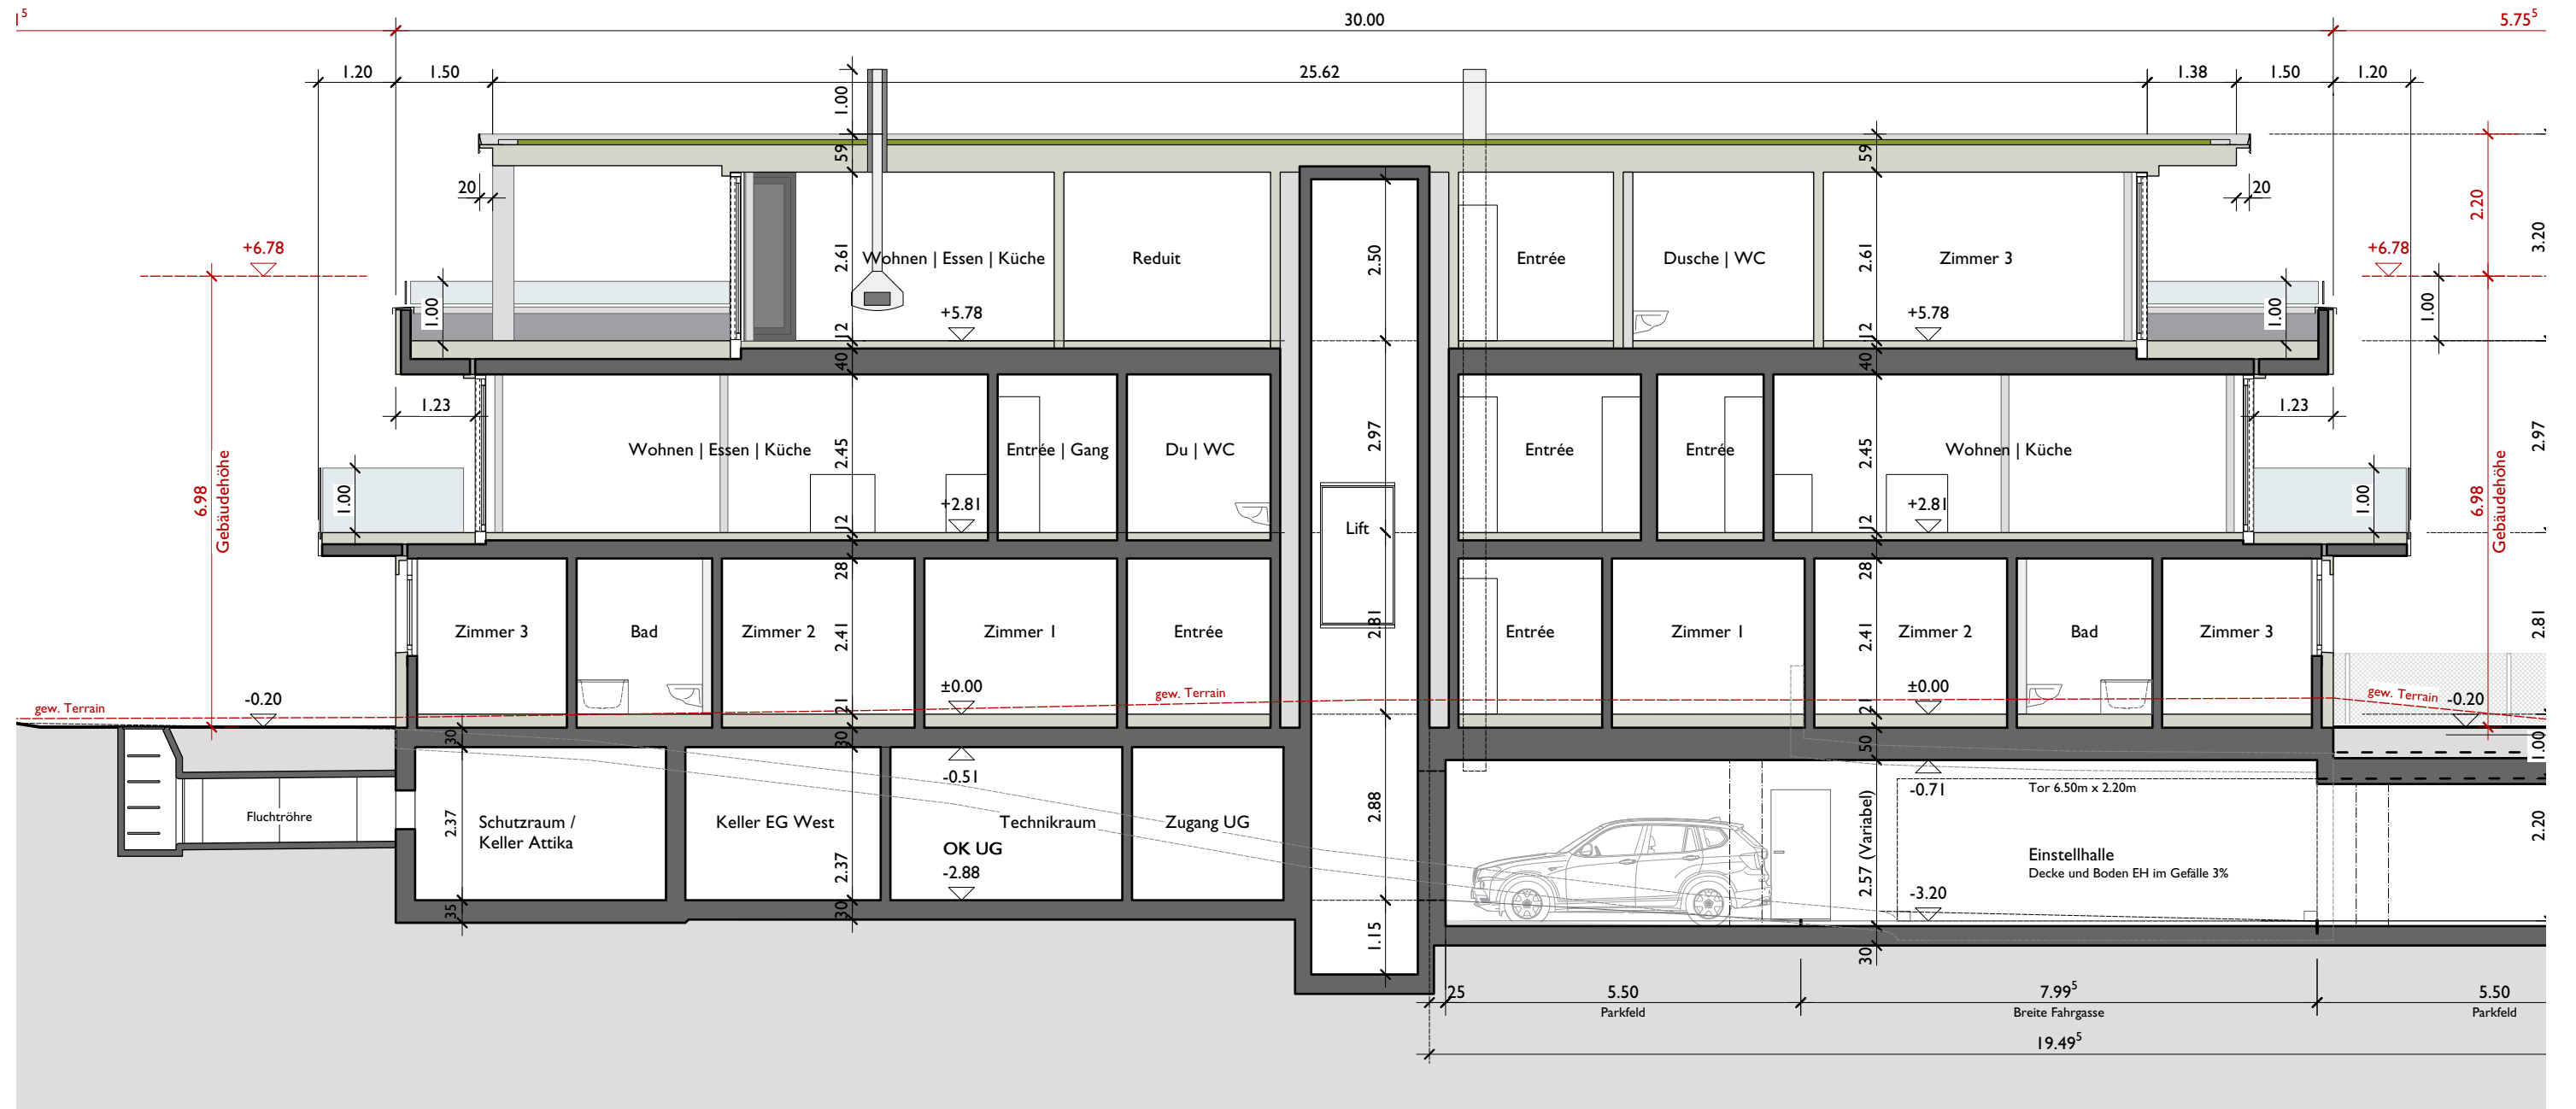 1⁵
30.00
5.75⁵
1.20
1.50
25.62
1.38
1.50
1.20
1.00
59
59
20
20
2.20
3.20
+6.78
2.61
Wohnen | Essen | Küche
Reduit
2.50
Entrée
Dusche | WC
2.61
Zimmer 3
+6.78
1.00
+5.78
+5.78
1.00
1.00
12
12
40
40
1.23
1.23
Wohnen | Essen | Küche
2.45
Entrée | Gang
Du | WC
2.97
Entrée
Entrée
2.45
Wohnen | Küche
2.97
6.98
Gebäudehöhe
1.00
+2.81
+2.81
1.00
6.98
Gebäudehöhe
12
Lift
12
28
28
Zimmer 3
Bad
Zimmer 2
2.41
Zimmer 1
Entrée
2.81
Entrée
Zimmer 1
2.41
Zimmer 2
Bad
Zimmer 3
2.81
gew. Terrain
-0.20
±0.00
gew. Terrain
±0.00
gew. Terrain
-0.20
21
21
30
30
50
1.00
-0.51
-0.71
Tor 6.50m x 2.20m
Fluchtröhre
2.37
Schutzraum /
Keller Attika
Keller EG West
2.37
Technikraum
Zugang UG
2.88
2.57 (Variabel)
2.20
OK UG
-2.88
Einstellhalle
Decke und Boden EH im Gefälle 3%
-3.20
35
30
1.15
30
25
5.50
Parkfeld
7.99⁵
Breite Fahrgasse
5.50
Parkfeld
19.49⁵